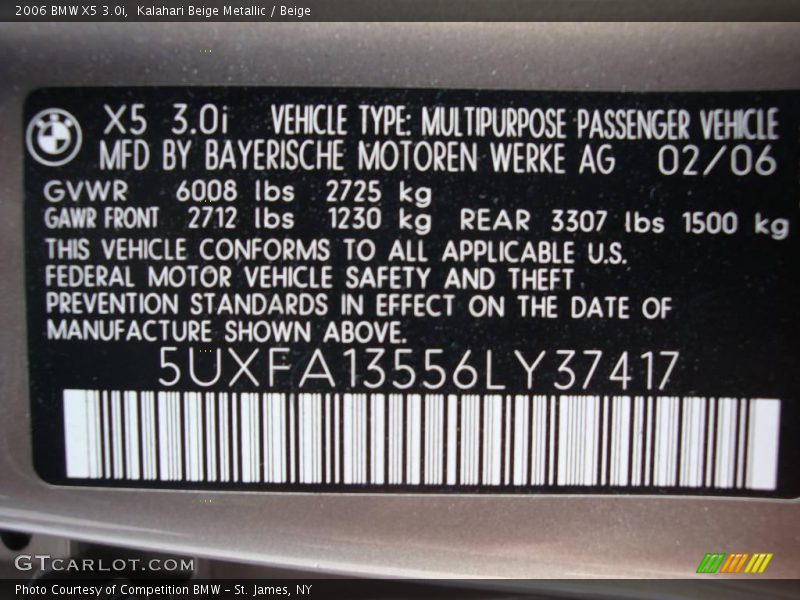 2006 BMW X5 3.0i, Kalahari Beige Metallic / Beige
X5 3.0i VEHICLE TYPE: MULTIPURPOSE PASSENGER VEHICLE
MFD BY BAYERISCHE MOTOREN WERKE AG 02/06
GVWR 6008 lbs 2725 kg
GAWR FRONT 2712 lbs 1230 kg REAR 3307 lbs 1500 kg
THIS VEHICLE CONFORMS TO ALL APPLICABLE U.S.
FEDERAL MOTOR VEHICLE SAFETY AND THEFT
PREVENTION STANDARDS IN EFFECT ON THE DATE OF
MANUFACTURE SHOWN ABOVE.
5UXFA13556LY37417
GTCARLOT.COM
Photo Courtesy of Competition BMW – St. James, NY